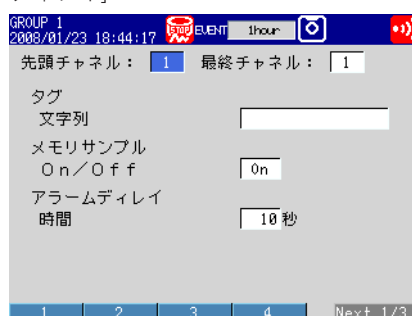 GROUP 1
2008/01/23 18:44:17 STOP EVENT 1hour
先頭チャネル： 1 最終チャネル： 1
タグ
文字列
メモリサンプル
On／Off On
アラームディレイ
時間 10秒
1 2 3 4 Next 1/3